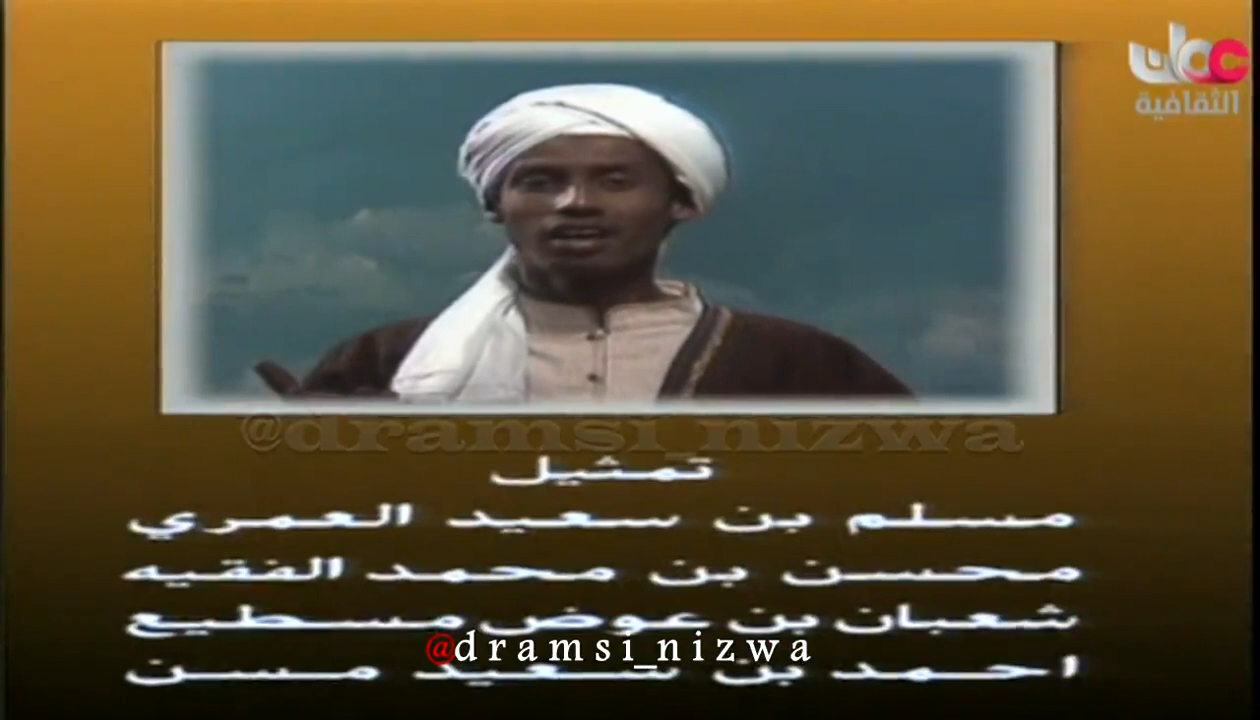 عمان
الثقافية
@dramsi_nizwa
تمثيل
مسلم بن سعيد العمري
محسن بن محمد الفقيه
شعبان بن عوض مسطيع
@dramsi_nizwa
احمد بن سعيد مسن